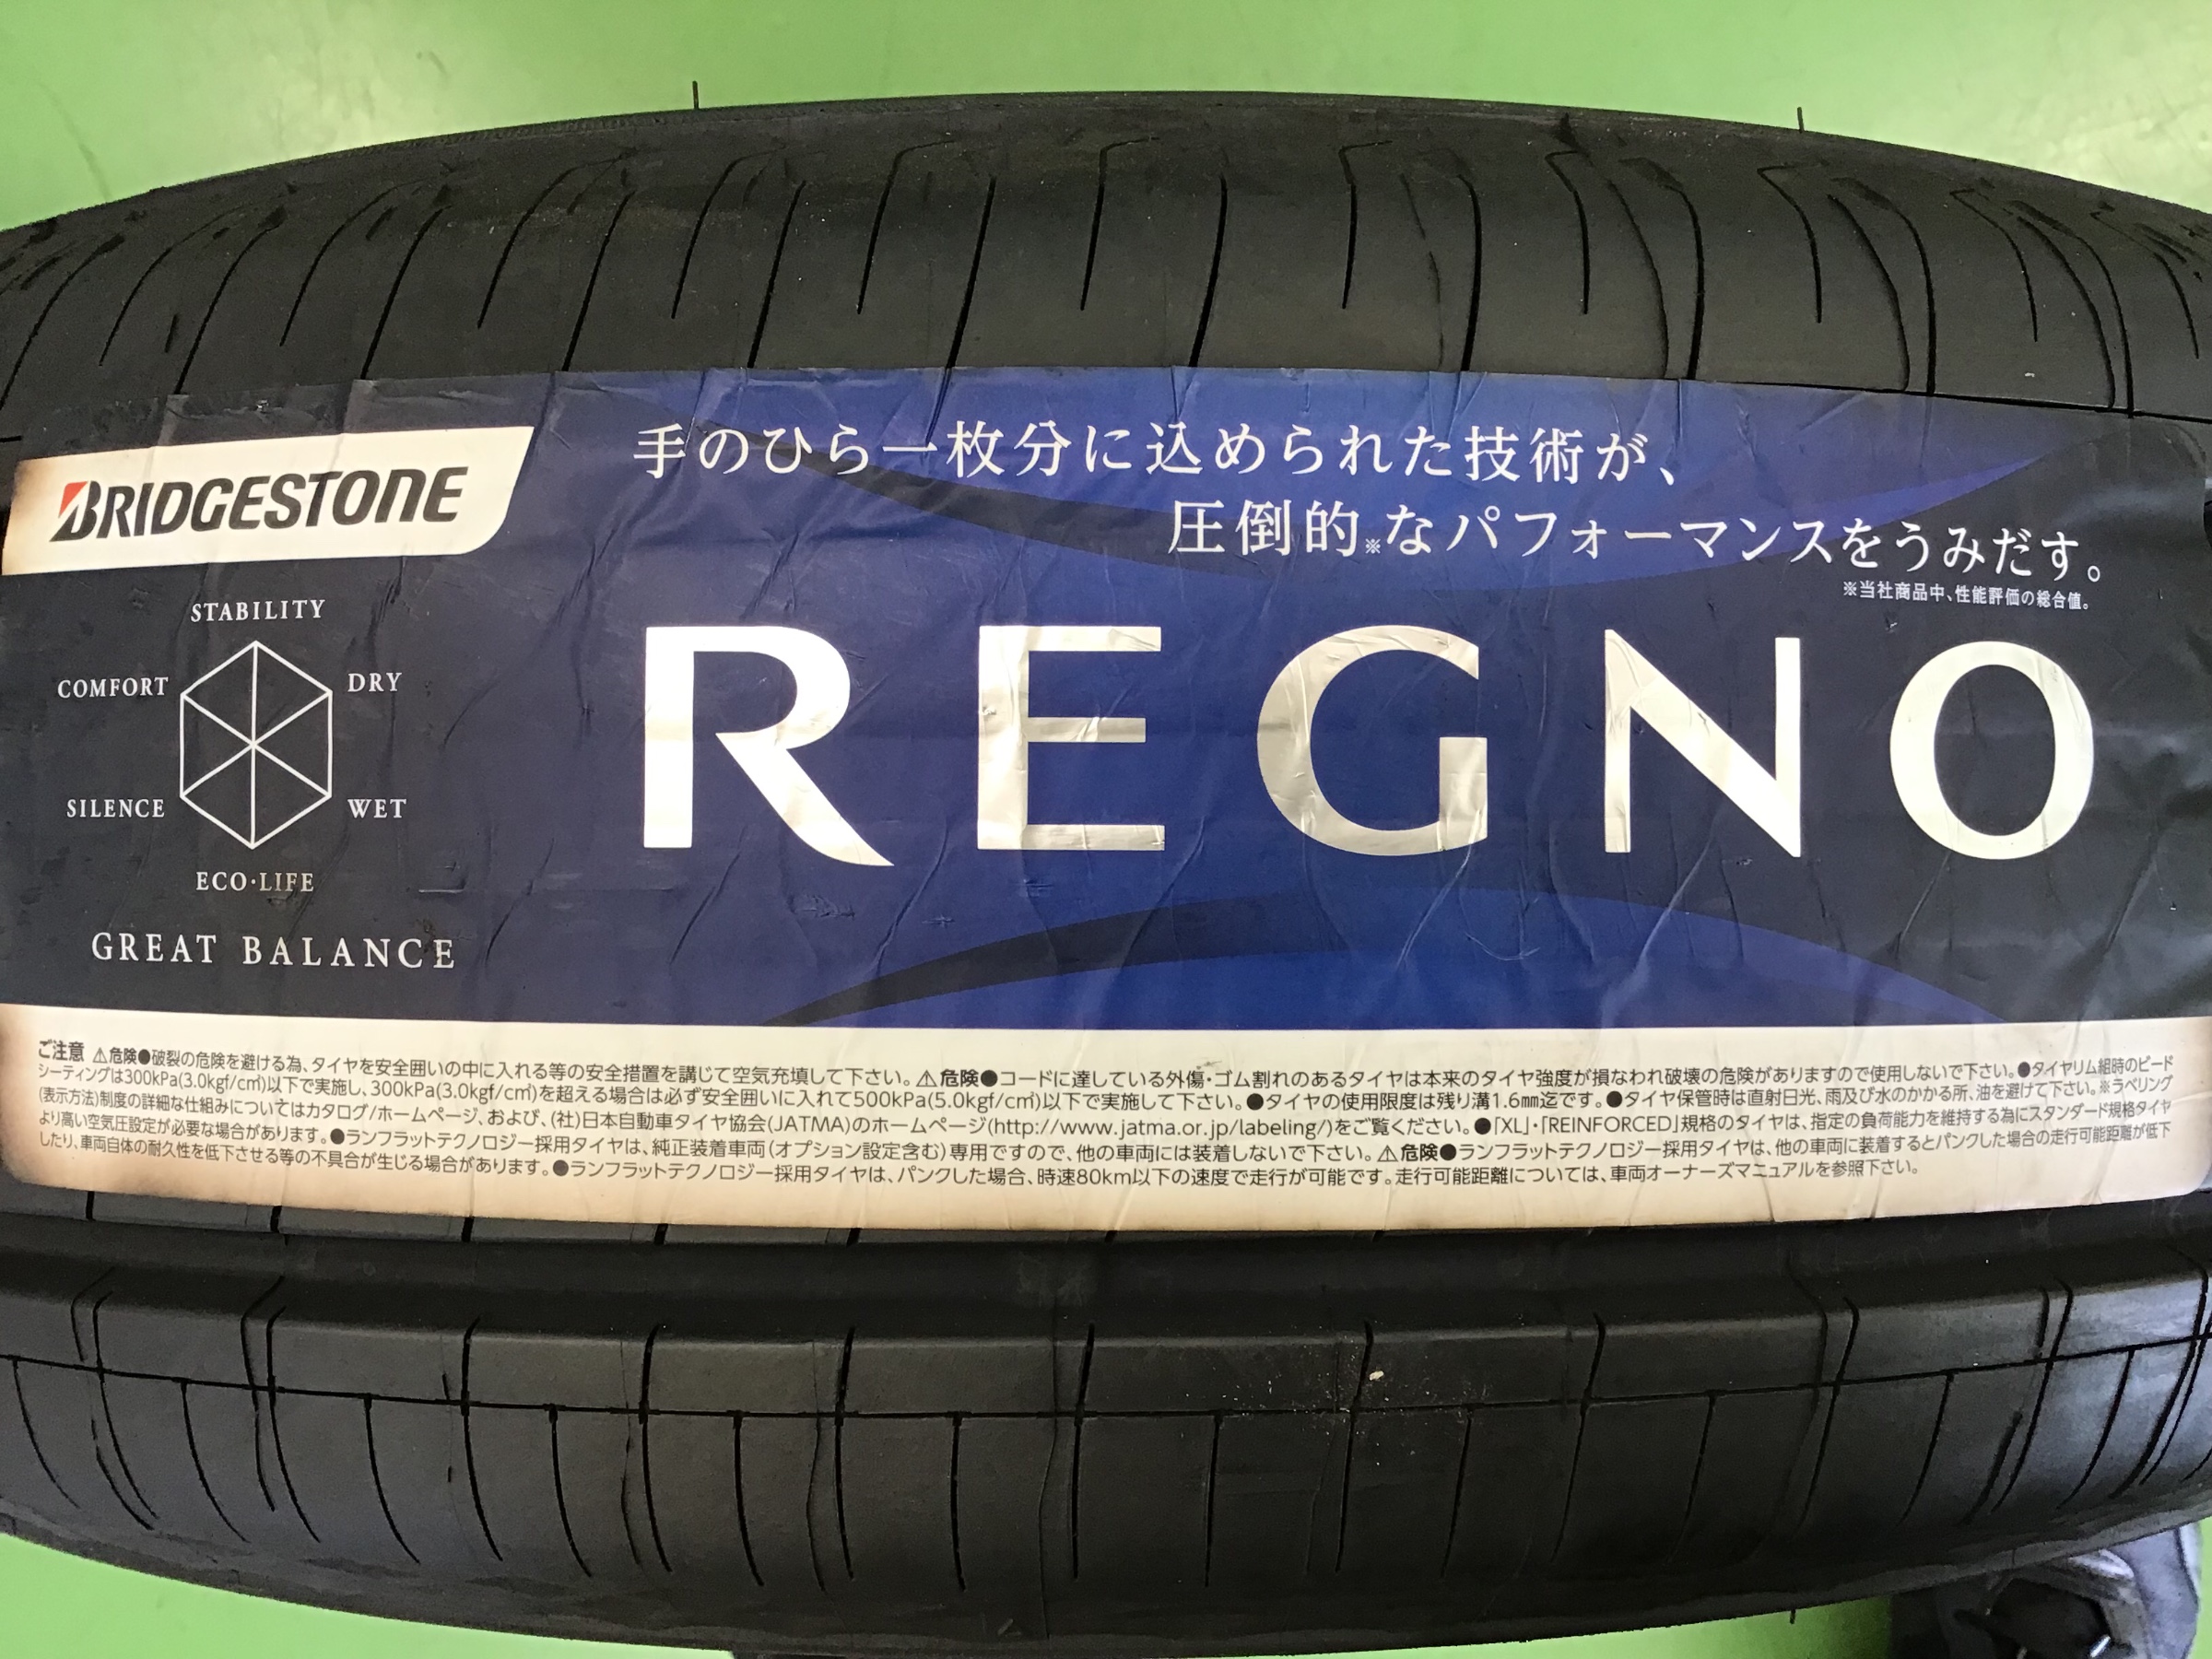 手のひら一枚分に込められた技術が、
圧倒的※なパフォーマンスをうみだす。
※当社商品中、性能評価の総合値。
BRIDGESTONE
STABILITY
COMFORT
DRY
SILENCE
WET
ECO·LIFE
GREAT BALANCE
REGNO
ご注意 ⚠危険●破裂の危険を避ける為、タイヤを安全囲いの中に入れる等の安全措置を講じて空気充填して下さい。⚠危険●コードに達している外傷・ゴム割れのあるタイヤは本来のタイヤ強度が損なわれ破壊の危険がありますので使用しないで下さい。●タイヤリム組時のビード
シーティングは300kPa(3.0kgf/cm²)以下で実施し、300kPa(3.0kgf/cm²)を超える場合は必ず安全囲いに入れて500kPa(5.0kgf/cm²)以下で実施して下さい。●タイヤの使用限度は残り溝1.6mm迄です。●タイヤ保管時は直射日光、雨及び水のかかる所、油を避けて下さい。※ラベリング
(表示方法)制度の詳細な仕組みについてはカタログ/ホームページ、および、(社)日本自動車タイヤ協会(JATMA)のホームページ(http://www.jatma.or.jp/labeling/)をご覧ください。●「XL」・「REINFORCED」規格のタイヤは、指定の負荷能力を維持する為にスタンダード規格タイヤ
より高い空気圧設定が必要な場合があります。●ランフラットテクノロジー採用タイヤは、純正装着車両(オプション設定含む)専用ですので、他の車両には装着しないで下さい。⚠危険●ランフラットテクノロジー採用タイヤは、他の車両に装着するとパンクした場合の走行可能距離が低下
したり、車両自体の耐久性を低下させる等の不具合が生じる場合があります。●ランフラットテクノロジー採用タイヤは、パンクした場合、時速80km以下の速度で走行が可能です。走行可能距離については、車両オーナーズマニュアルを参照下さい。